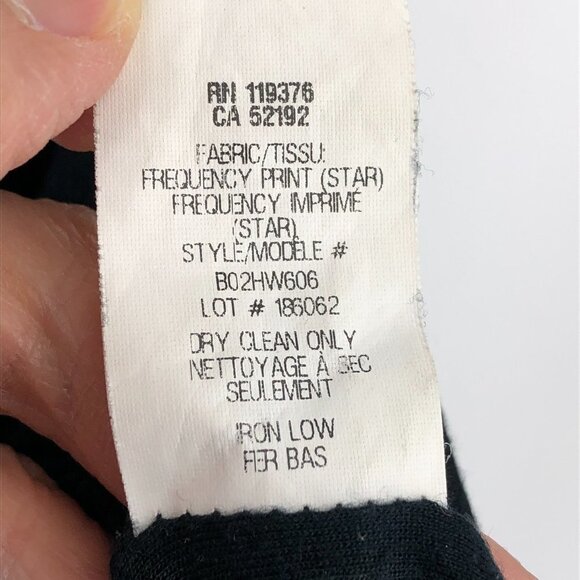 RN 119376
CA 52192
FABRIC/TISSU:
FREQUENCY PRINT (STAR)
FREQUENCY IMPRIMÉ
(STAR)
STYLE/MODÈLE #
B02HW606
LOT # 186062
DRY CLEAN ONLY
NETTOYAGE À SEC
SEULEMENT
IRON LOW
FER BAS